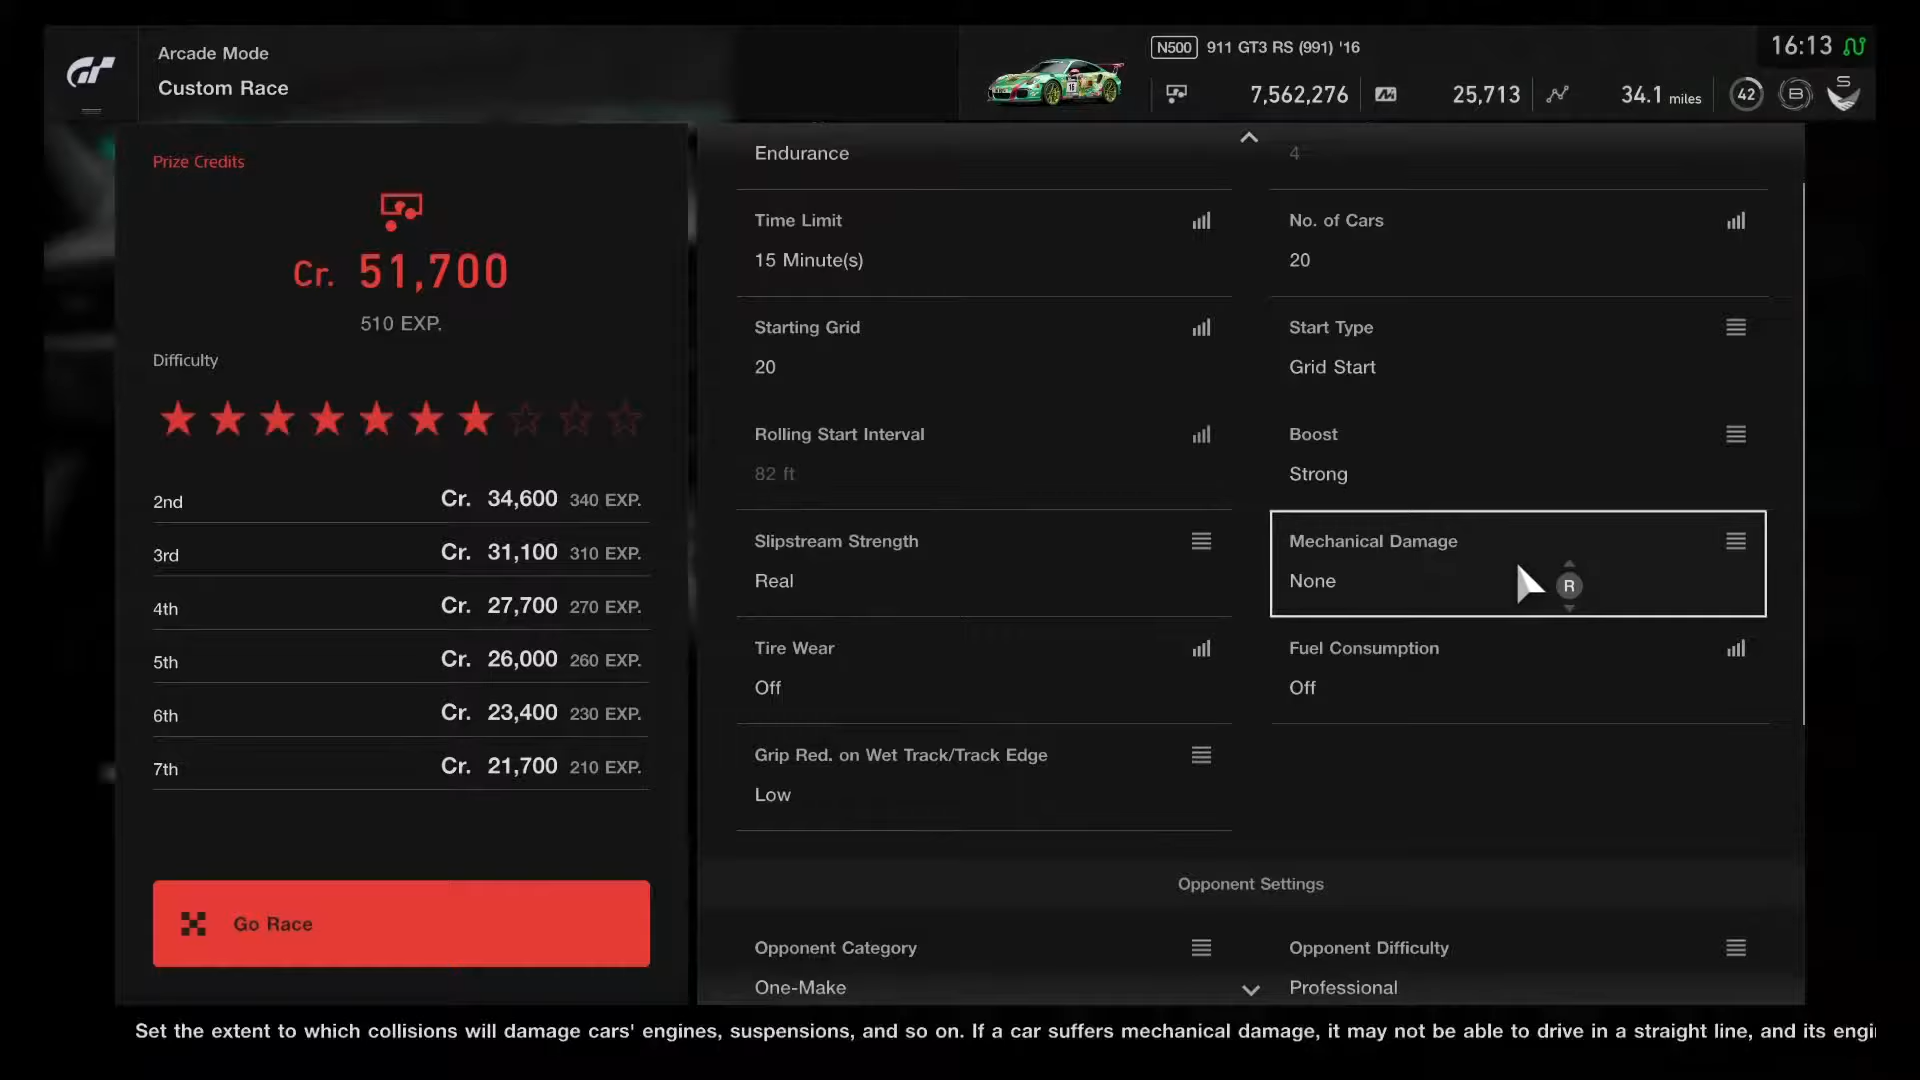 Arcade Mode
Custom Race
N500 911 GT3 RS (991) '16
7,562,276 25,713 34.1 miles 42 B S
16:13
Prize Credits
Cr. 51,700
510 EXP.
Difficulty
2nd Cr. 34,600 340 EXP.
3rd Cr. 31,100 310 EXP.
4th Cr. 27,700 270 EXP.
5th Cr. 26,000 260 EXP.
6th Cr. 23,400 230 EXP.
7th Cr. 21,700 210 EXP.
Go Race
Endurance
4
Time Limit
15 Minute(s)
No. of Cars
20
Starting Grid
20
Start Type
Grid Start
Rolling Start Interval
82 ft
Boost
Strong
Slipstream Strength
Real
Mechanical Damage
None
R
Tire Wear
Off
Fuel Consumption
Off
Grip Red. on Wet Track/Track Edge
Low
Opponent Settings
Opponent Category
One-Make
Opponent Difficulty
Professional
Set the extent to which collisions will damage cars' engines, suspensions, and so on. If a car suffers mechanical damage, it may not be able to drive in a straight line, and its engi